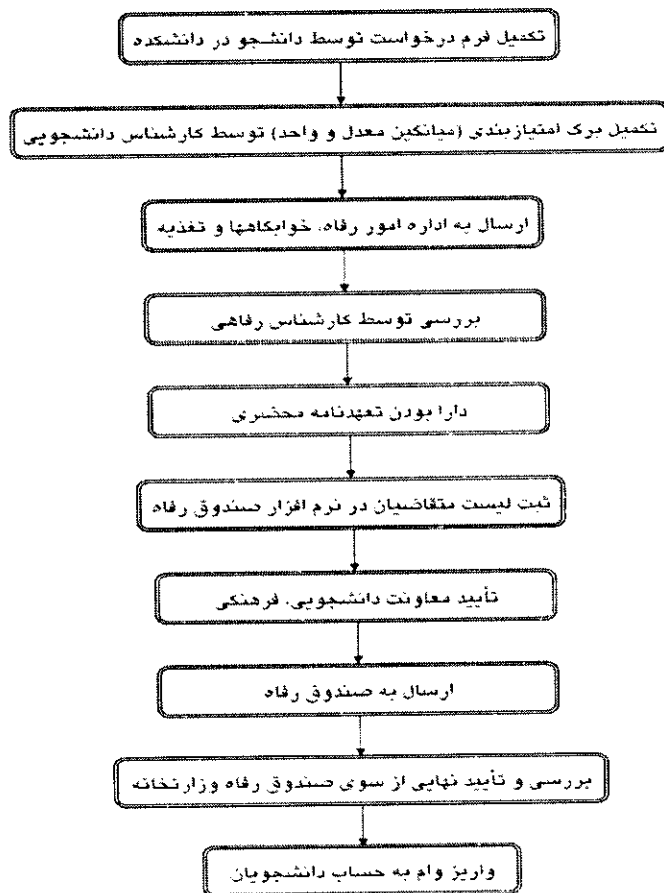 تکمیل فرم درخواست توسط دانشجو در دانشکده
تکمیل برگ امتیازبندی (میانگین معدل و واحد) توسط کارشناس دانشجویی
ارسال به اداره امور رفاه، خوابگاهها و تغذیه
بررسی توسط کارشناس رفاهی
دارا بودن تعهدنامه محضری
ثبت لیست متقاضیان در نرم افزار صندوق رفاه
تأیید معاونت دانشجویی، فرهنگی
ارسال به صندوق رفاه
بررسی و تأیید نهایی از سوی صندوق رفاه وزارتخانه
واریز وام به حساب دانشجویان